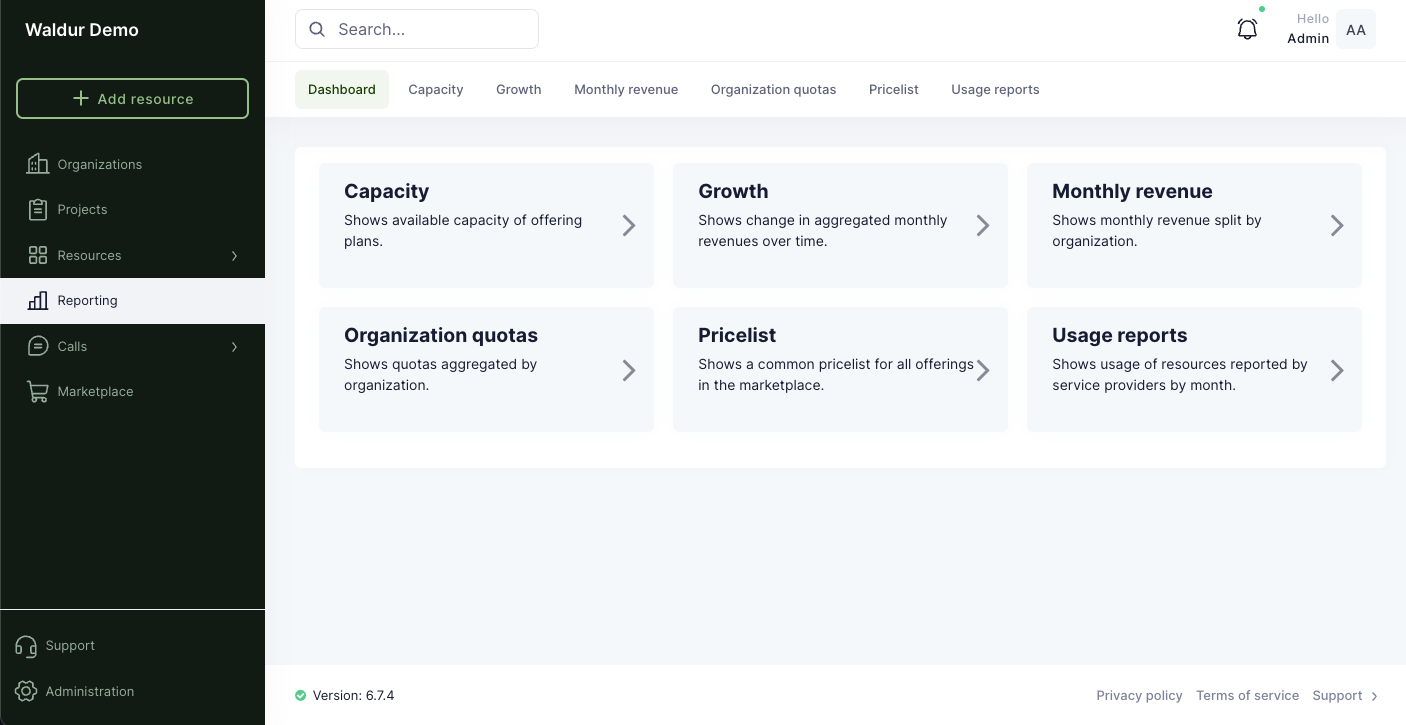 Waldur Demo
Search...
Hello
Admin
AA
Add resource
Organizations
Projects
Resources
Reporting
Calls
Marketplace
Support
Administration
Dashboard
Capacity
Growth
Monthly revenue
Organization quotas
Pricelist
Usage reports
Capacity
Shows available capacity of offering
plans.
Growth
Shows change in aggregated monthly
revenues over time.
Monthly revenue
Shows monthly revenue split by
organization.
Organization quotas
Shows quotas aggregated by
organization.
Pricelist
Shows a common pricelist for all offerings
in the marketplace.
Usage reports
Shows usage of resources reported by
service providers by month.
Version: 6.7.4
Privacy policy
Terms of service
Support